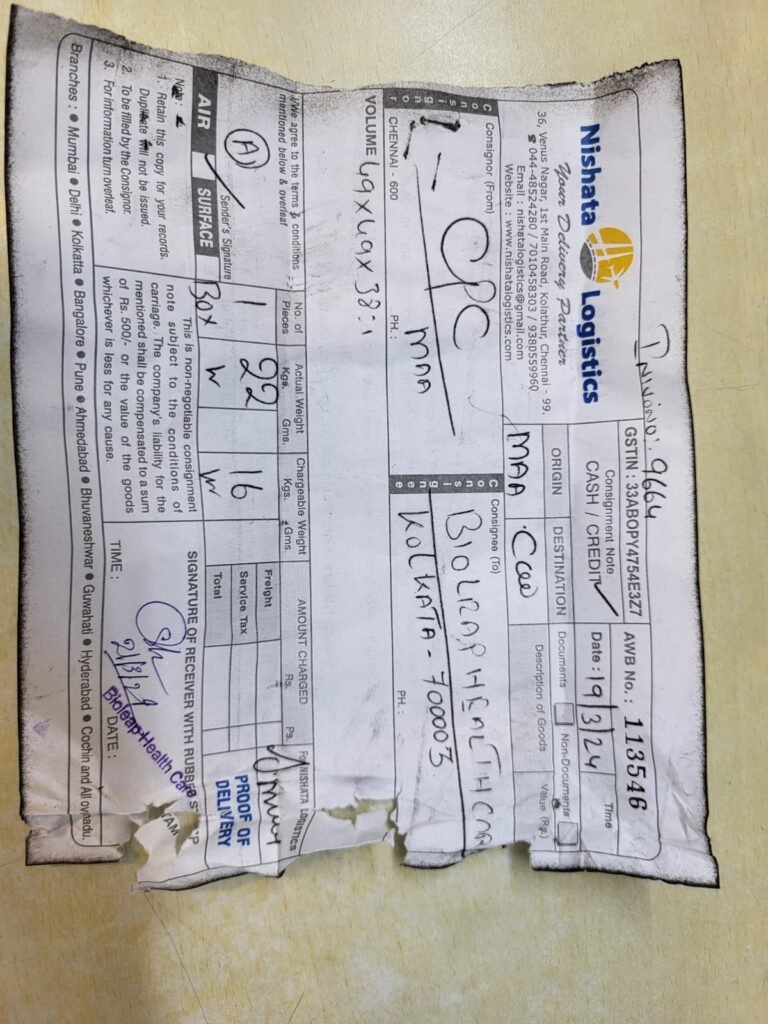 Inv NO: 9664
Nishata Logistics
Your Delivery Partner
36, Venus Nagar, 1st Main Road, Kolathur, Chennai - 99.
☎ 044-48524280 / 7010458303 / 9380559960
Email : nishatalogistics@gmail.com
Website : www.nishatalogistics.com
GSTIN : 33ABOPY4754E3Z7
AWB No. : 113546
Consignment Note
CASH / CREDIT ✓
Date : 19/3/24
Time
ORIGIN
MAA
DESTINATION
CCU
Documents
Non-Documents
Description of Goods
Value (Rp.)
Consignor
Consignor (From)
CPC
MAA
CHENNAI - 600
PH. :
Consignee
Consignee (To)
KOLKATA - 700003
PH. :
VOLUME 49x49x38:1
I/We agree to the terms & conditions
mentioned below & overleaf
A
Sender's Signature
AIR ✓ SURFACE
No. of Pieces
1
Box
Actual Weight
Kgs. Gms.
22
Chargeable Weight
Kgs. Gms.
16
AMOUNT CHARGED
Rs. Ps.
Freight
Service Tax
Total
For NISHATA LOGISTICS
PROOF OF
DELIVERY
Note :
1. Retain this copy for your records.
Duplicate will not be issued.
2. To be filled by the Consignor.
3. For Information turn overleaf.
This is non-negotiable consignment
note subject to the conditions of
carriage. The company's liability for the
mentioned shall be compensated to a sum
of Rs. 500/- or the value of the goods
whichever is less for any cause.
SIGNATURE OF RECEIVER WITH RUBBER STAMP
21/3/24
Bioleap Health Care
TIME :
DATE :
Branches : ● Mumbai ● Delhi ● Kolkatta ● Bangalore ● Pune ● Ahmedabad ● Bhuvaneshwar ● Guwahati ● Hyderabad ● Cochin and All